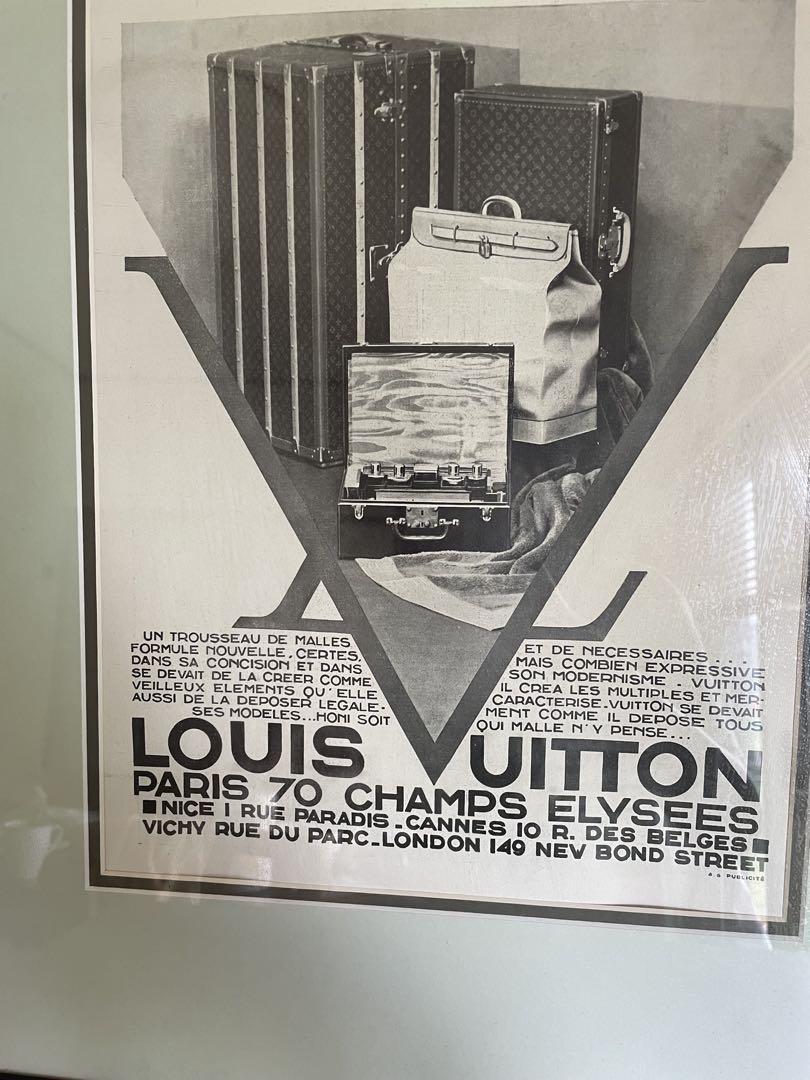 UN TROUSSEAU DE MALLES
FORMULE NOUVELLE, CERTES,
DANS SA CONCISION ET DANS
SE DEVAIT DE LA CREER COMME
VEILLEUX ELEMENTS QU'ELLE
AUSSI DE LA DEPOSER LEGALE-
SES MODELES...HONI SOIT
ET DE NECESSAIRES....
MAIS COMBIEN EXPRESSIVE
SON MODERNISME - VUITTON
IL CREA LES MULTIPLES ET MER-
CARACTERISE-VUITTON SE DEVAIT
MENT COMME IL DEPOSE TOUS
QUI MALLE N'Y PENSE...
LOUIS VUITTON
PARIS 70 CHAMPS ELYSEES
NICE 1 RUE PARADIS-CANNES 10 R. DES BELGES
VICHY RUE DU PARC-LONDON 149 NEV BOND STREET
A.G PUBLICITÉ